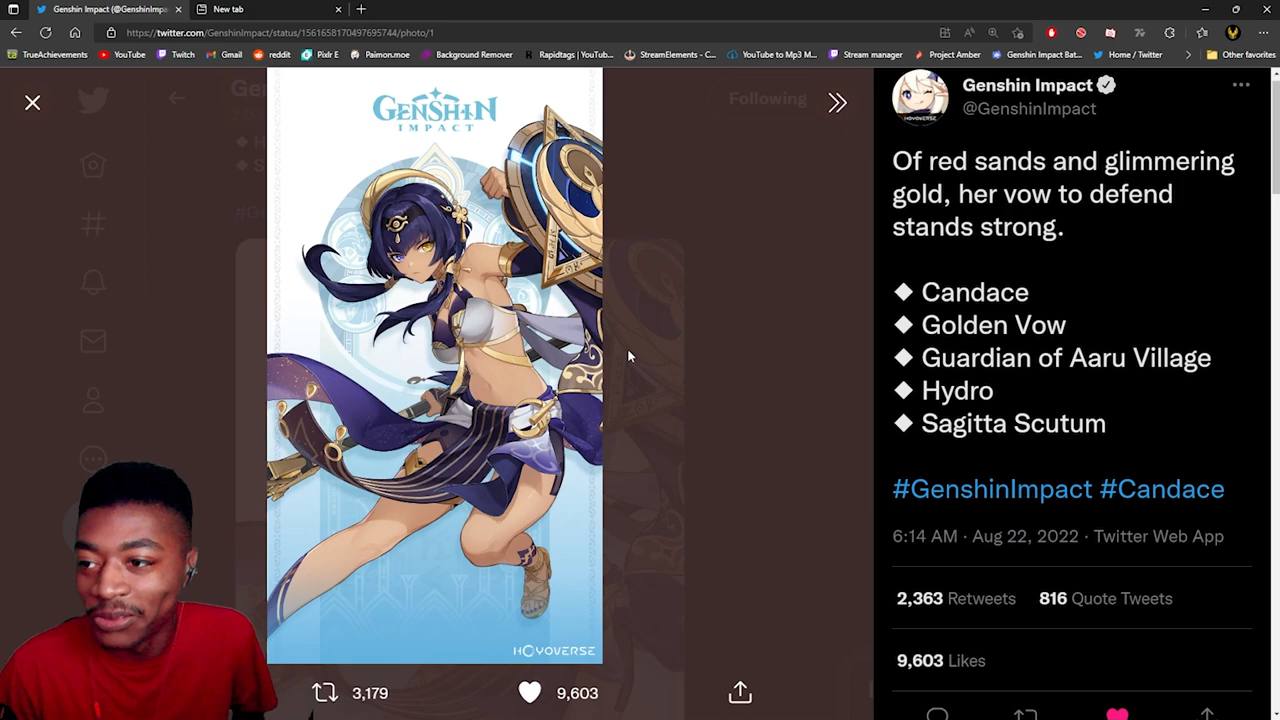 Genshin Impact (@GenshinImpa
New tab
https://twitter.com/GenshinImpact/status/1561658170497695744/photo/1
TrueAchievements
YouTube
Twitch
Gmail
reddit
Pixlr E
Paimon.moe
Background Remover
Rapidtags | YouTub...
StreamElements - C...
YouTube to Mp3 M...
Stream manager
Project Amber
Genshin Impact Bat...
Home / Twitter
Other favorites
GENSHIN
IMPACT
HOYOVERSE
3,179
9,603
Following
Genshin Impact
@GenshinImpact
HOYOVERSE
Of red sands and glimmering
gold, her vow to defend
stands strong.
◆ Candace
◆ Golden Vow
◆ Guardian of Aaru Village
◆ Hydro
◆ Sagitta Scutum
#GenshinImpact #Candace
6:14 AM · Aug 22, 2022 · Twitter Web App
2,363 Retweets 816 Quote Tweets
9,603 Likes